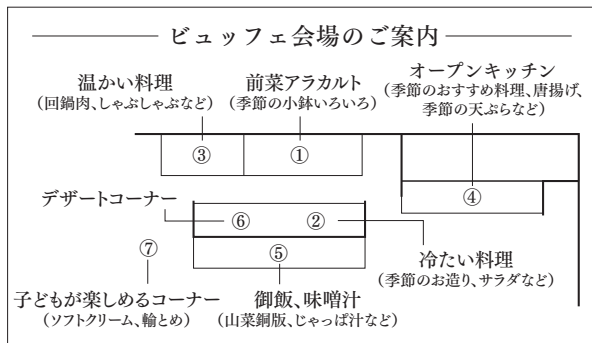 ビュッフェ会場のご案内
温かい料理
(回鍋肉、しゃぶしゃぶなど)
前菜アラカルト
(季節の小鉢いろいろ)
オープンキッチン
(季節のおすすめ料理、唐揚げ、
季節の天ぷらなど)
③
①
④
デザートコーナー
⑥
②
⑤
⑦
冷たい料理
(季節のお造り、サラダなど)
子どもが楽しめるコーナー
(ソフトクリーム、輪とめ)
御飯、味噌汁
(山菜銅版、じゃっぱ汁など)